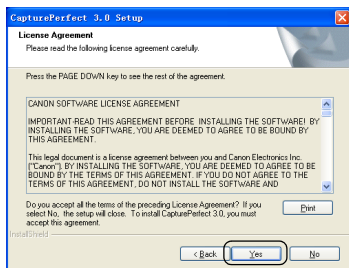 CapturePerfect 3.0 Setup
License Agreement
Please read the following license agreement carefully.
Press the PAGE DOWN key to see the rest of the agreement.
CANON SOFTWARE LICENSE AGREEMENT
IMPORTANT-READ THIS AGREEMENT BEFORE INSTALLING THE SOFTWARE! BY
INSTALLING THE SOFTWARE, YOU ARE DEEMED TO AGREE TO BE BOUND BY
THIS AGREEMENT.
This legal document is a license agreement between you and Canon Electronics Inc.
("Canon"). BY INSTALLING THE SOFTWARE, YOU ARE DEEMED TO AGREE TO BE
BOUND BY THE TERMS OF THIS AGREEMENT. IF YOU DO NOT AGREE TO THE
TERMS OF THIS AGREEMENT, DO NOT INSTALL THE SOFTWARE AND
Do you accept all the terms of the preceding License Agreement? If you
select No, the setup will close. To install CapturePerfect 3.0, you must
accept this agreement.
Print
InstallShield
< Back
Yes
No